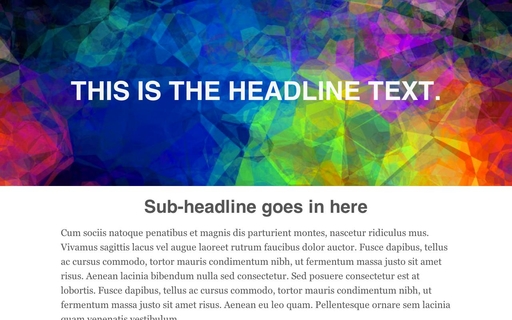 THIS IS THE HEADLINE TEXT.
Sub-headline goes in here
Cum sociis natoque penatibus et magnis dis parturient montes, nascetur ridiculus mus.
Vivamus sagittis lacus vel augue laoreet rutrum faucibus dolor auctor. Fusce dapibus, tellus
ac cursus commodo, tortor mauris condimentum nibh, ut fermentum massa justo sit amet
risus. Aenean lacinia bibendum nulla sed consectetur. Sed posuere consectetur est at
lobortis. Fusce dapibus, tellus ac cursus commodo, tortor mauris condimentum nibh, ut
fermentum massa justo sit amet risus. Aenean eu leo quam. Pellentesque ornare sem lacinia
quam venenatis vestibulum.